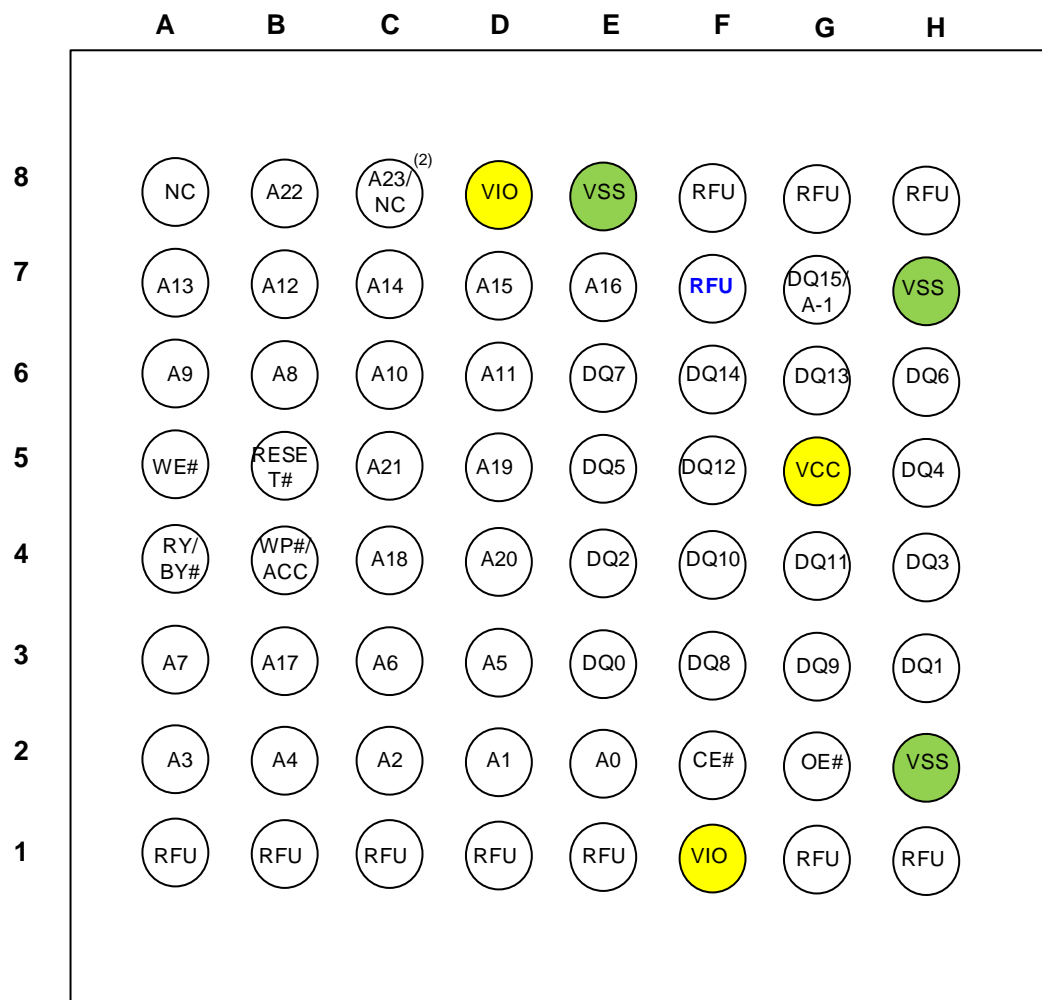 A B C D E F G H
8 NC A22 A23/ NC (2) VIO VSS RFU RFU RFU
7 A13 A12 A14 A15 A16 RFU DQ15/ A-1 VSS
6 A9 A8 A10 A11 DQ7 DQ14 DQ13 DQ6
5 WE# RESE T# A21 A19 DQ5 DQ12 VCC DQ4
4 RY/ BY# WP#/ ACC A18 A20 DQ2 DQ10 DQ11 DQ3
3 A7 A17 A6 A5 DQ0 DQ8 DQ9 DQ1
2 A3 A4 A2 A1 A0 CE# OE# VSS
1 RFU RFU RFU RFU RFU VIO RFU RFU